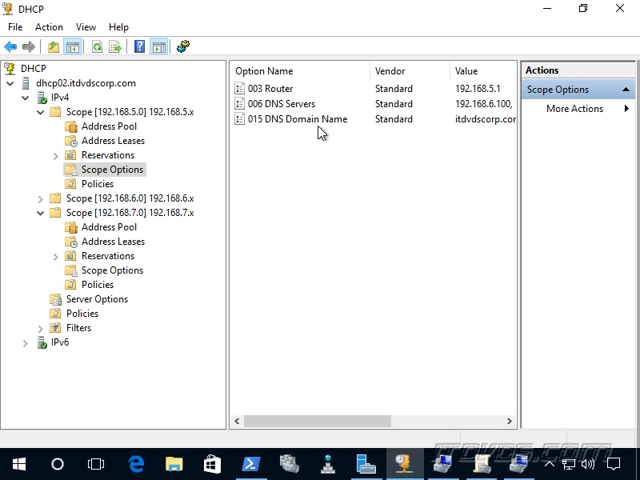 DHCP
File Action View Help
DHCP
dhcp02.itdvdscorp.com
IPv4
Scope [192.168.5.0] 192.168.5.x
Address Pool
Address Leases
Reservations
Scope Options
Policies
Scope [192.168.6.0] 192.168.6.x
Scope [192.168.7.0] 192.168.7.x
Address Pool
Address Leases
Reservations
Scope Options
Policies
Server Options
Policies
Filters
IPv6
Option Name Vendor Value
003 Router Standard 192.168.5.1
006 DNS Servers Standard 192.168.6.100,
015 DNS Domain Name Standard itdvdscorp.com
Actions
Scope Options
More Actions
ITDVDS.COM